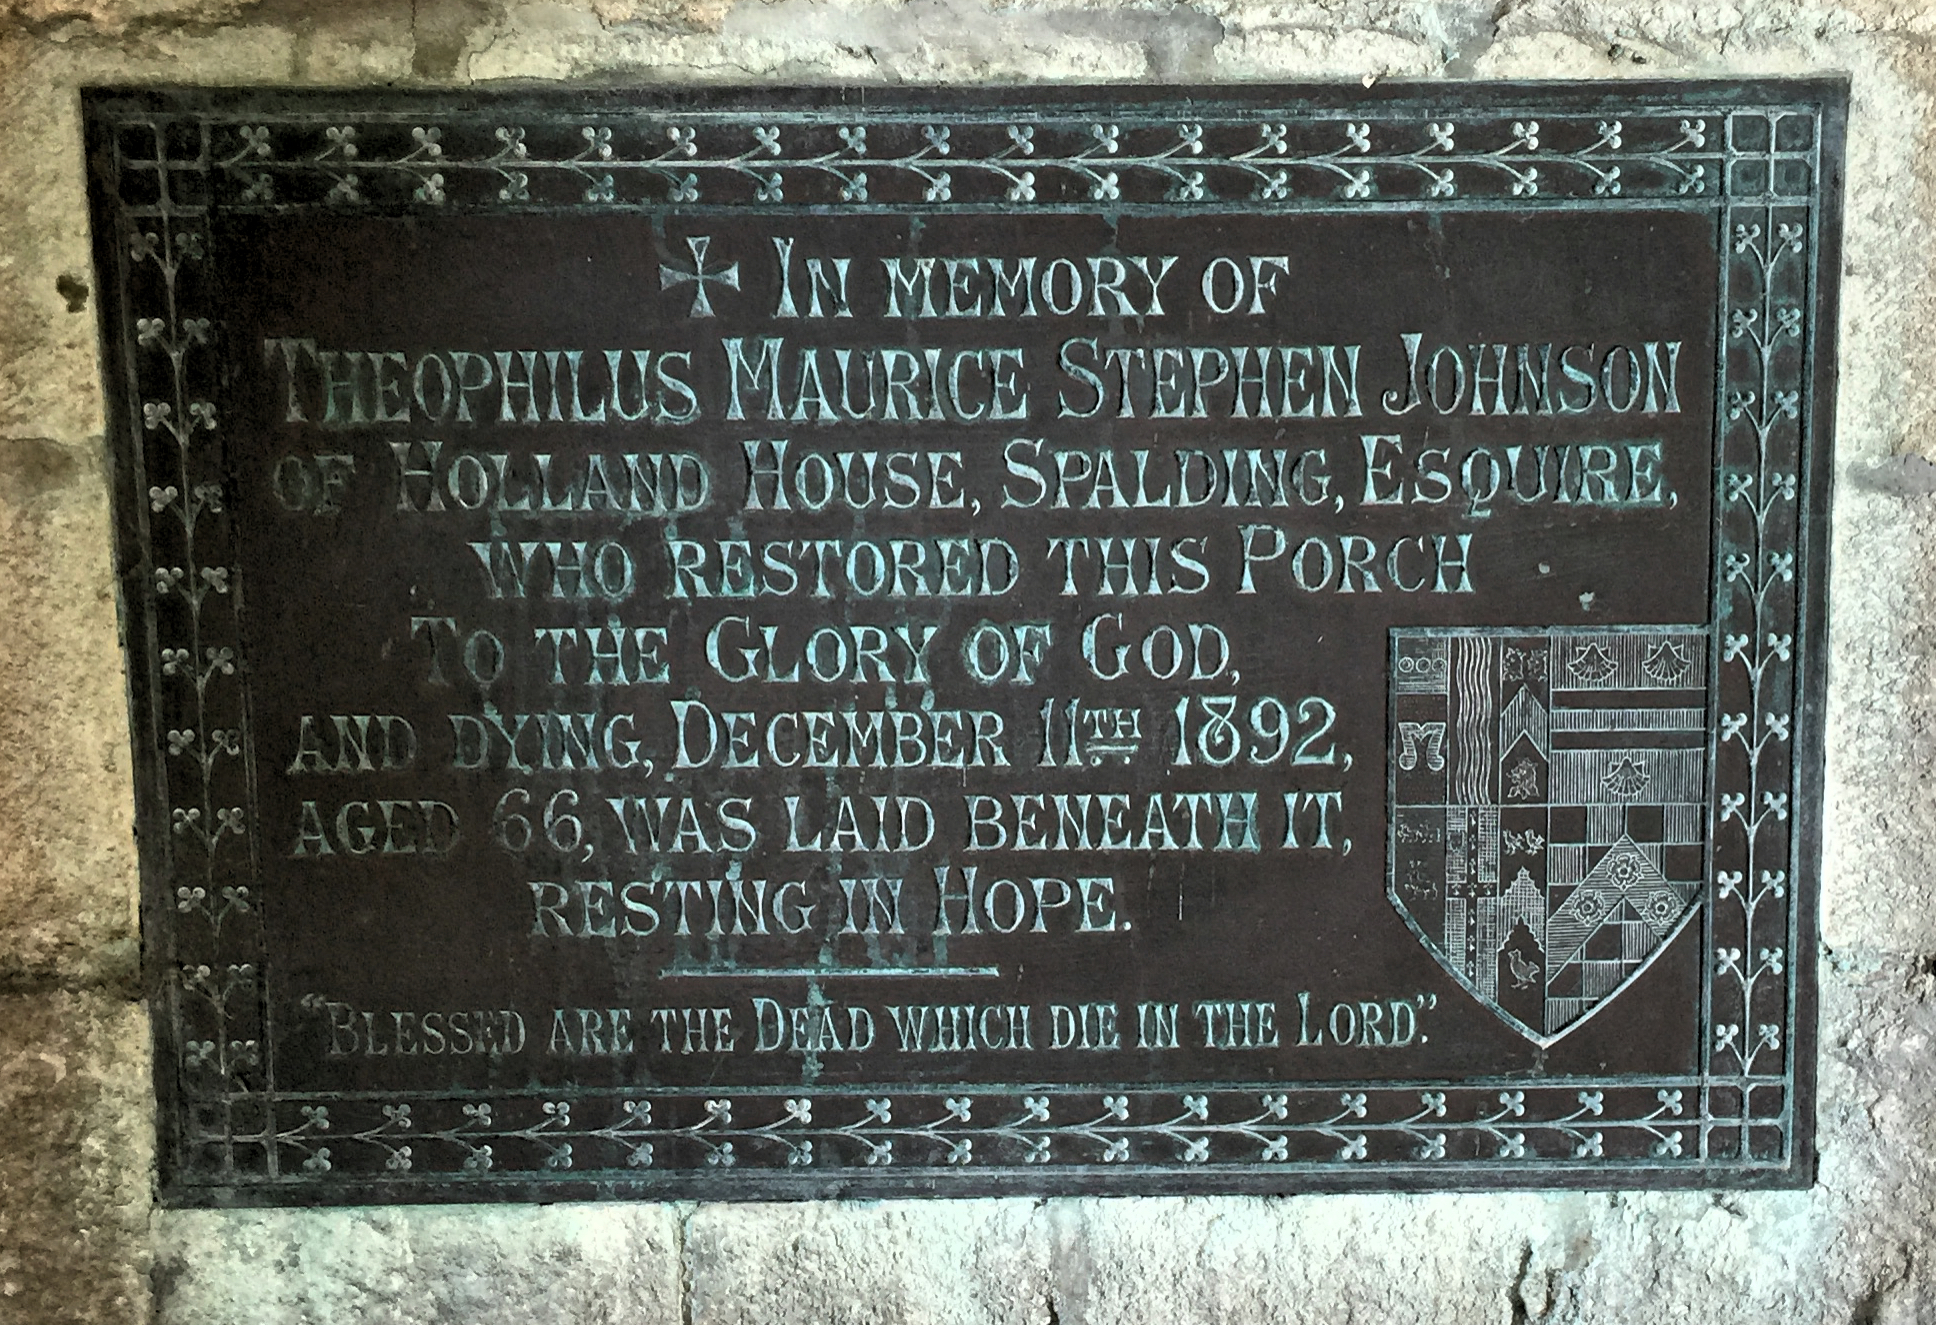 ✠ In memory of
Theophilus Maurice Stephen Johnson
of Holland House, Spalding, Esquire,
who restored this Porch
To the Glory of God,
and dying, December 11th 1892,
aged 66, was laid beneath it,
resting in Hope.
"Blessed are the Dead which die in the Lord."